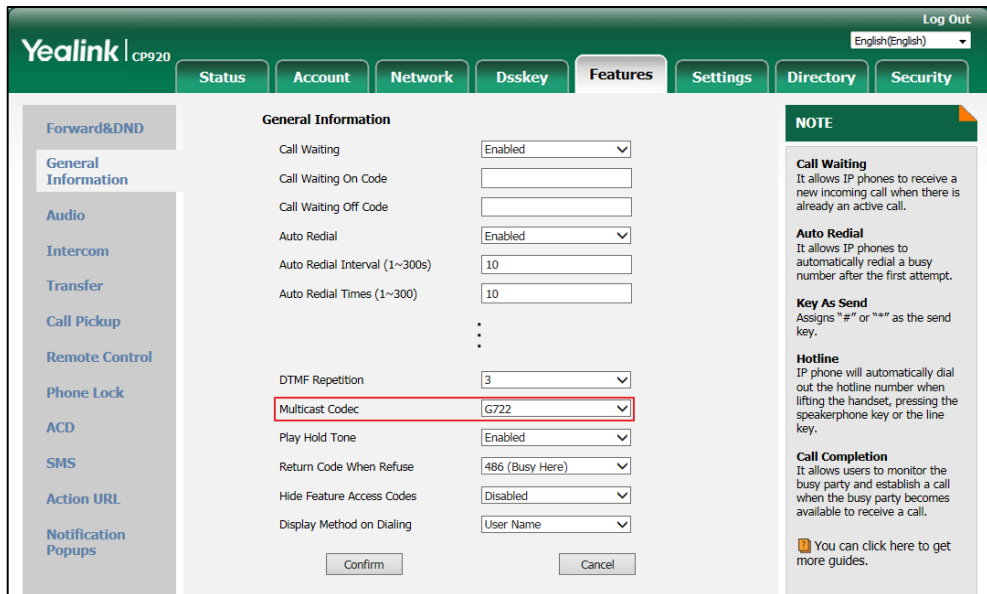 Log Out
Yealink CP920
English(English)
Status Account Network Dsskey Features Settings Directory Security
Forward&DND
General
Information
Audio
Intercom
Transfer
Call Pickup
Remote Control
Phone Lock
ACD
SMS
Action URL
Notification
Popups
General Information
Call Waiting Enabled
Call Waiting On Code
Call Waiting Off Code
Auto Redial Enabled
Auto Redial Interval (1~300s) 10
Auto Redial Times (1~300) 10
DTMF Repetition 3
Multicast Codec G722
Play Hold Tone Enabled
Return Code When Refuse 486 (Busy Here)
Hide Feature Access Codes Disabled
Display Method on Dialing User Name
Confirm Cancel
NOTE
Call Waiting
It allows IP phones to receive a
new incoming call when there is
already an active call.
Auto Redial
It allows IP phones to
automatically redial a busy
number after the first attempt.
Key As Send
Assigns "#" or "*" as the send
key.
Hotline
IP phone will automatically dial
out the hotline number when
lifting the handset, pressing the
speakerphone key or the line
key.
Call Completion
It allows users to monitor the
busy party and establish a call
when the busy party becomes
available to receive a call.
You can click here to get
more guides.